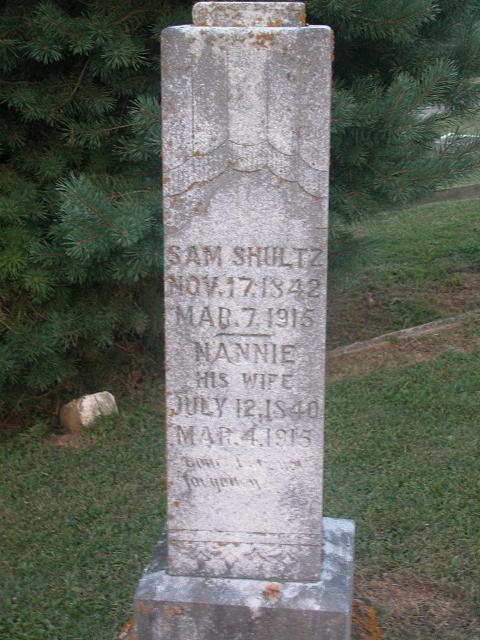 SAM SHULTZ
NOV. 17. 1842
MAR. 7. 1915
NANNIE
HIS WIFE
JULY 12, 1840
MAR. 4. 1915